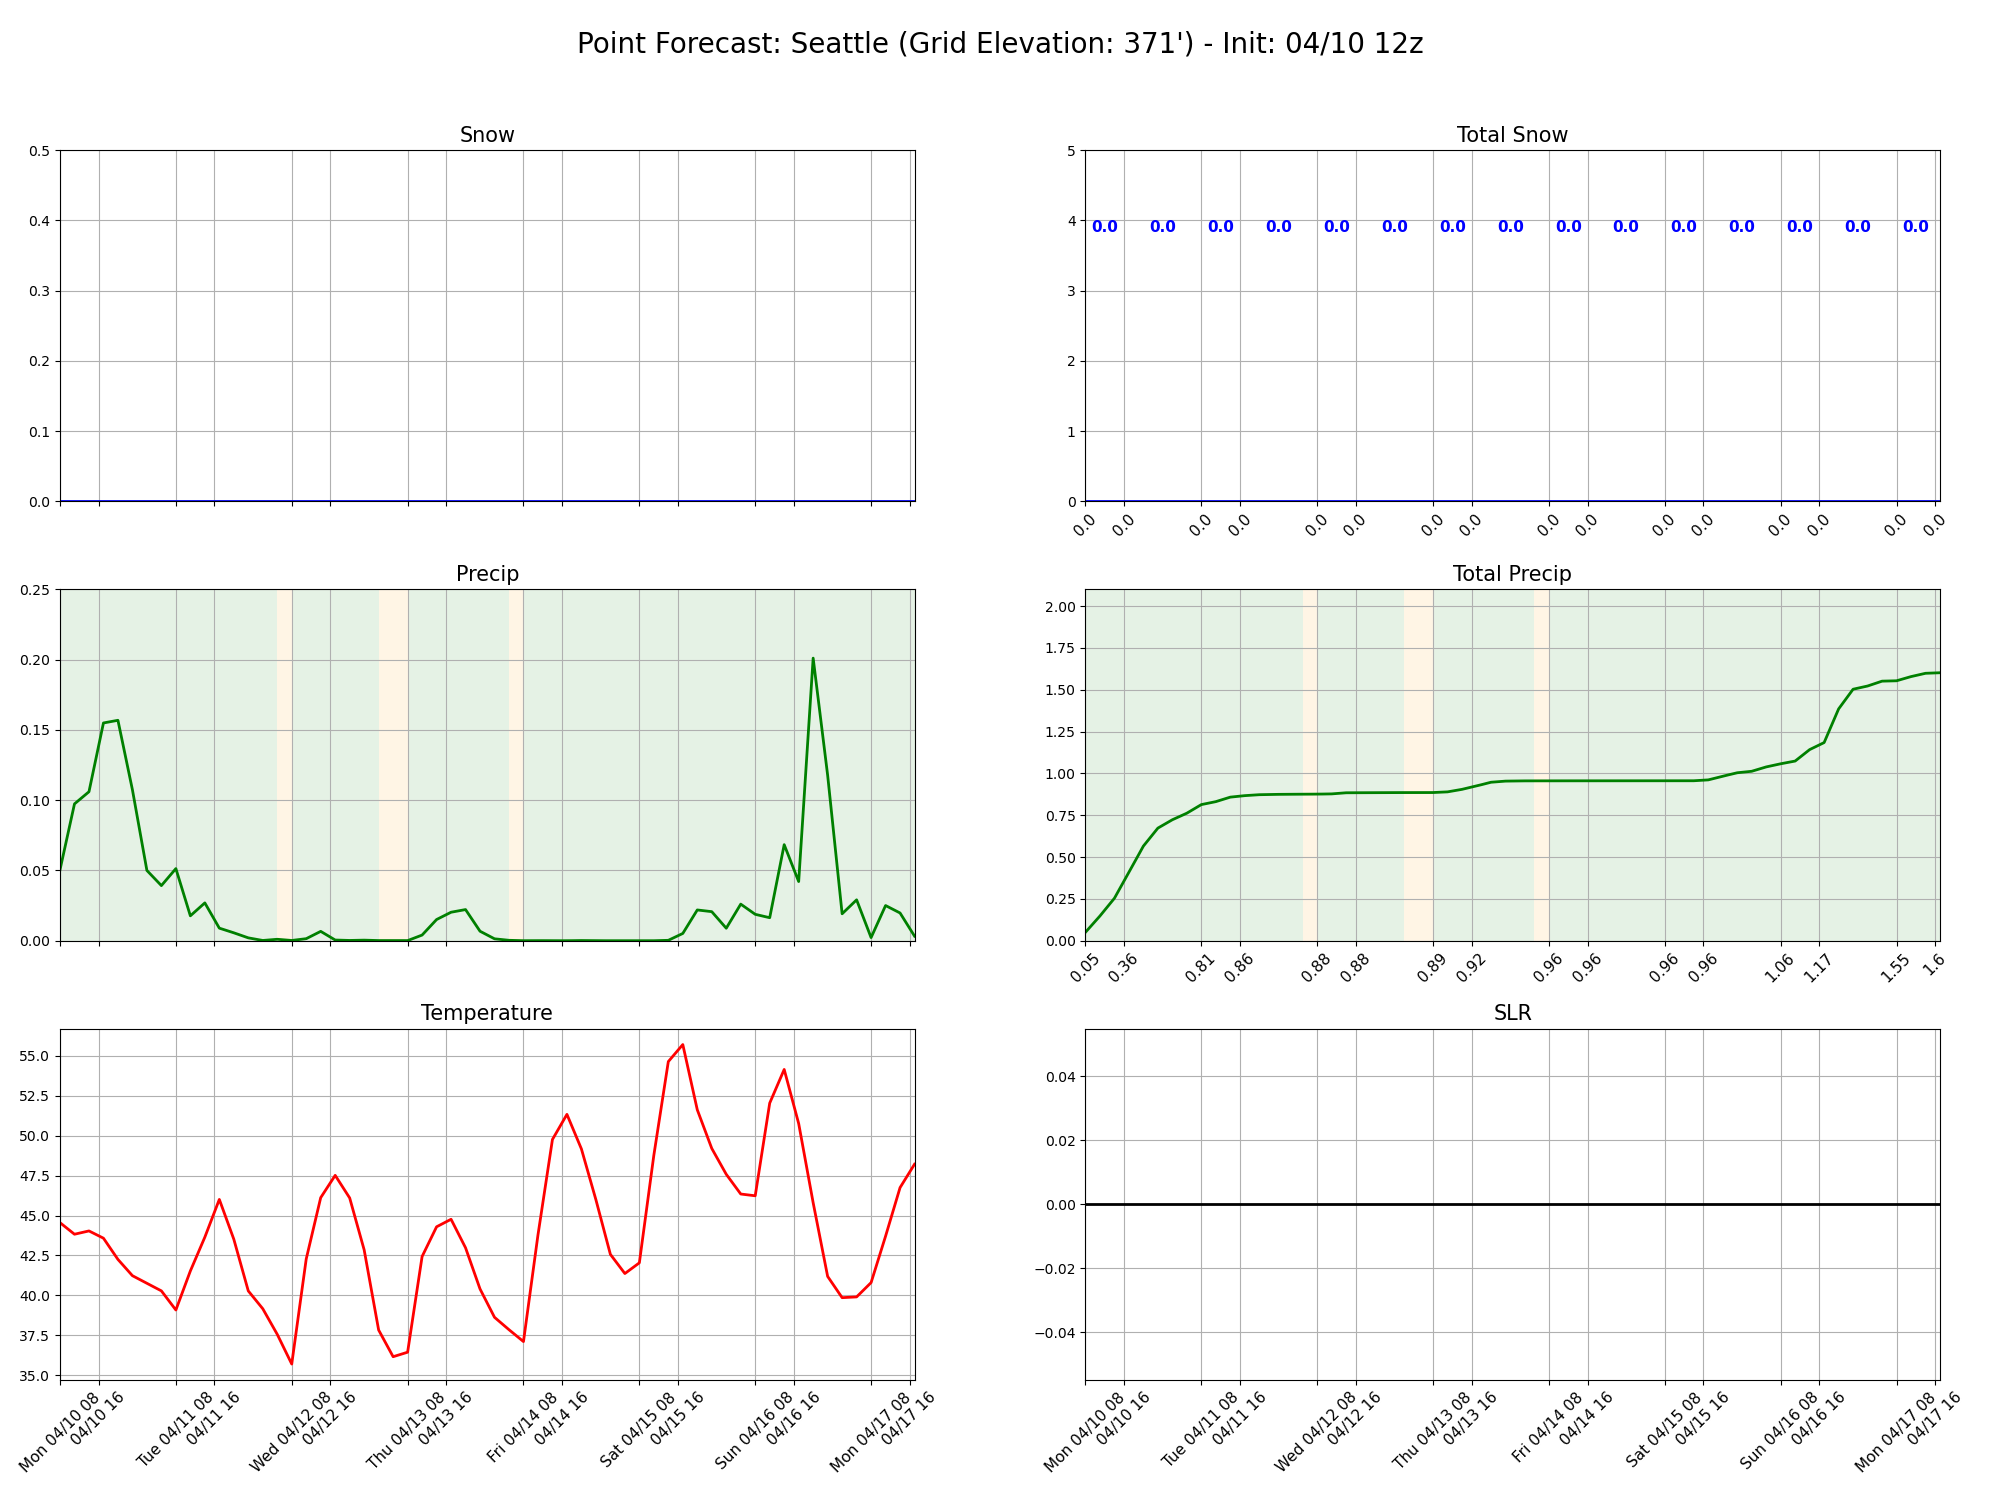 Point Forecast: Seattle (Grid Elevation: 371') - Init: 04/10 12z
Snow
0.5
0.4
0.3
0.2
0.1
0.0
Total Snow
5
4
3
2
1
0
0.0 0.0 0.0 0.0 0.0 0.0 0.0 0.0 0.0 0.0 0.0 0.0 0.0 0.0 0.0
0.0 0.0 0.0 0.0 0.0 0.0 0.0 0.0 0.0 0.0 0.0 0.0 0.0 0.0 0.0 0.0
Precip
0.25
0.20
0.15
0.10
0.05
0.00
Total Precip
2.00
1.75
1.50
1.25
1.00
0.75
0.50
0.25
0.00
0.05 0.36 0.81 0.86 0.88 0.88 0.89 0.92 0.96 0.96 0.96 0.96 1.06 1.17 1.55 1.6
Temperature
55.0
52.5
50.0
47.5
45.0
42.5
40.0
37.5
35.0
Mon 04/10 08
04/10 16
Tue 04/11 08
04/11 16
Wed 04/12 08
04/12 16
Thu 04/13 08
04/13 16
Fri 04/14 08
04/14 16
Sat 04/15 08
04/15 16
Sun 04/16 08
04/16 16
Mon 04/17 08
04/17 16
SLR
0.04
0.02
0.00
−0.02
−0.04
Mon 04/10 08
04/10 16
Tue 04/11 08
04/11 16
Wed 04/12 08
04/12 16
Thu 04/13 08
04/13 16
Fri 04/14 08
04/14 16
Sat 04/15 08
04/15 16
Sun 04/16 08
04/16 16
Mon 04/17 08
04/17 16